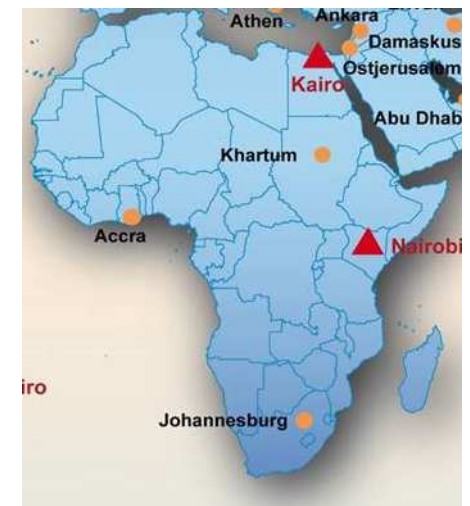 Athen
Ankara
Damaskus
Ostjerusalem
Kairo
Abu Dhab
Khartum
Accra
Nairobi
iro
Johannesburg